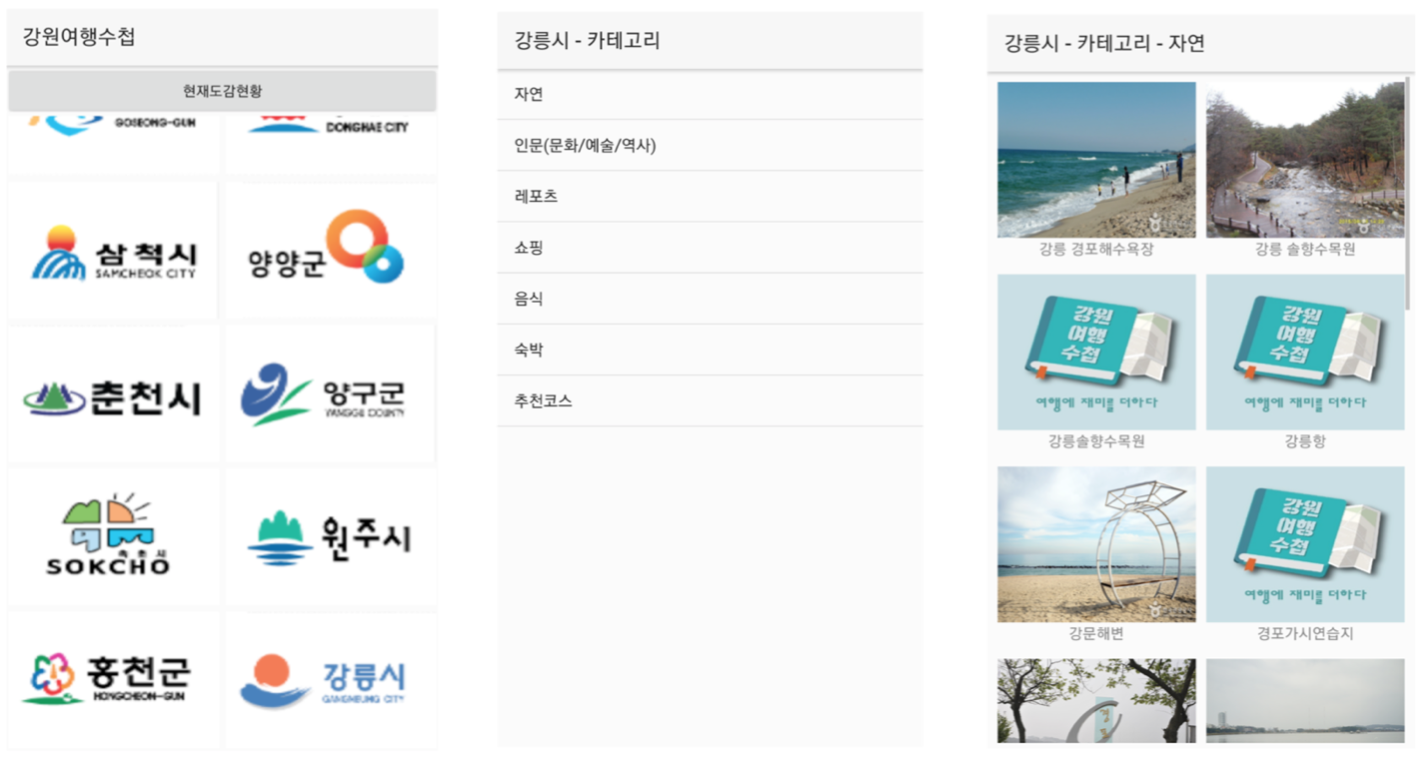 강원여행수첩
현재도감현황
GOSEONG-GUN
DONGHAE CITY
삼척시
SAMCHEOK CITY
양양군
춘천시
양구군
YANGGU COUNTY
속초시
SOKCHO
원주시
홍천군
HONGCHEON-GUN
강릉시
GANGNEUNG CITY
강릉시 - 카테고리
자연
인문(문화/예술/역사)
레포츠
쇼핑
음식
숙박
추천코스
강릉시 - 카테고리 - 자연
강릉 경포해수욕장
강릉 솔향수목원
강원
여행
수첩
여행에 재미를 더하다
강릉솔향수목원
강원
여행
수첩
여행에 재미를 더하다
강릉항
강문해변
강원
여행
수첩
여행에 재미를 더하다
경포가시연습지